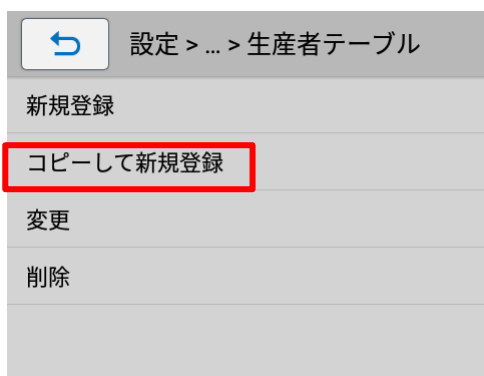 設定 > ... > 生産者テーブル
新規登録
コピーして新規登録
変更
削除